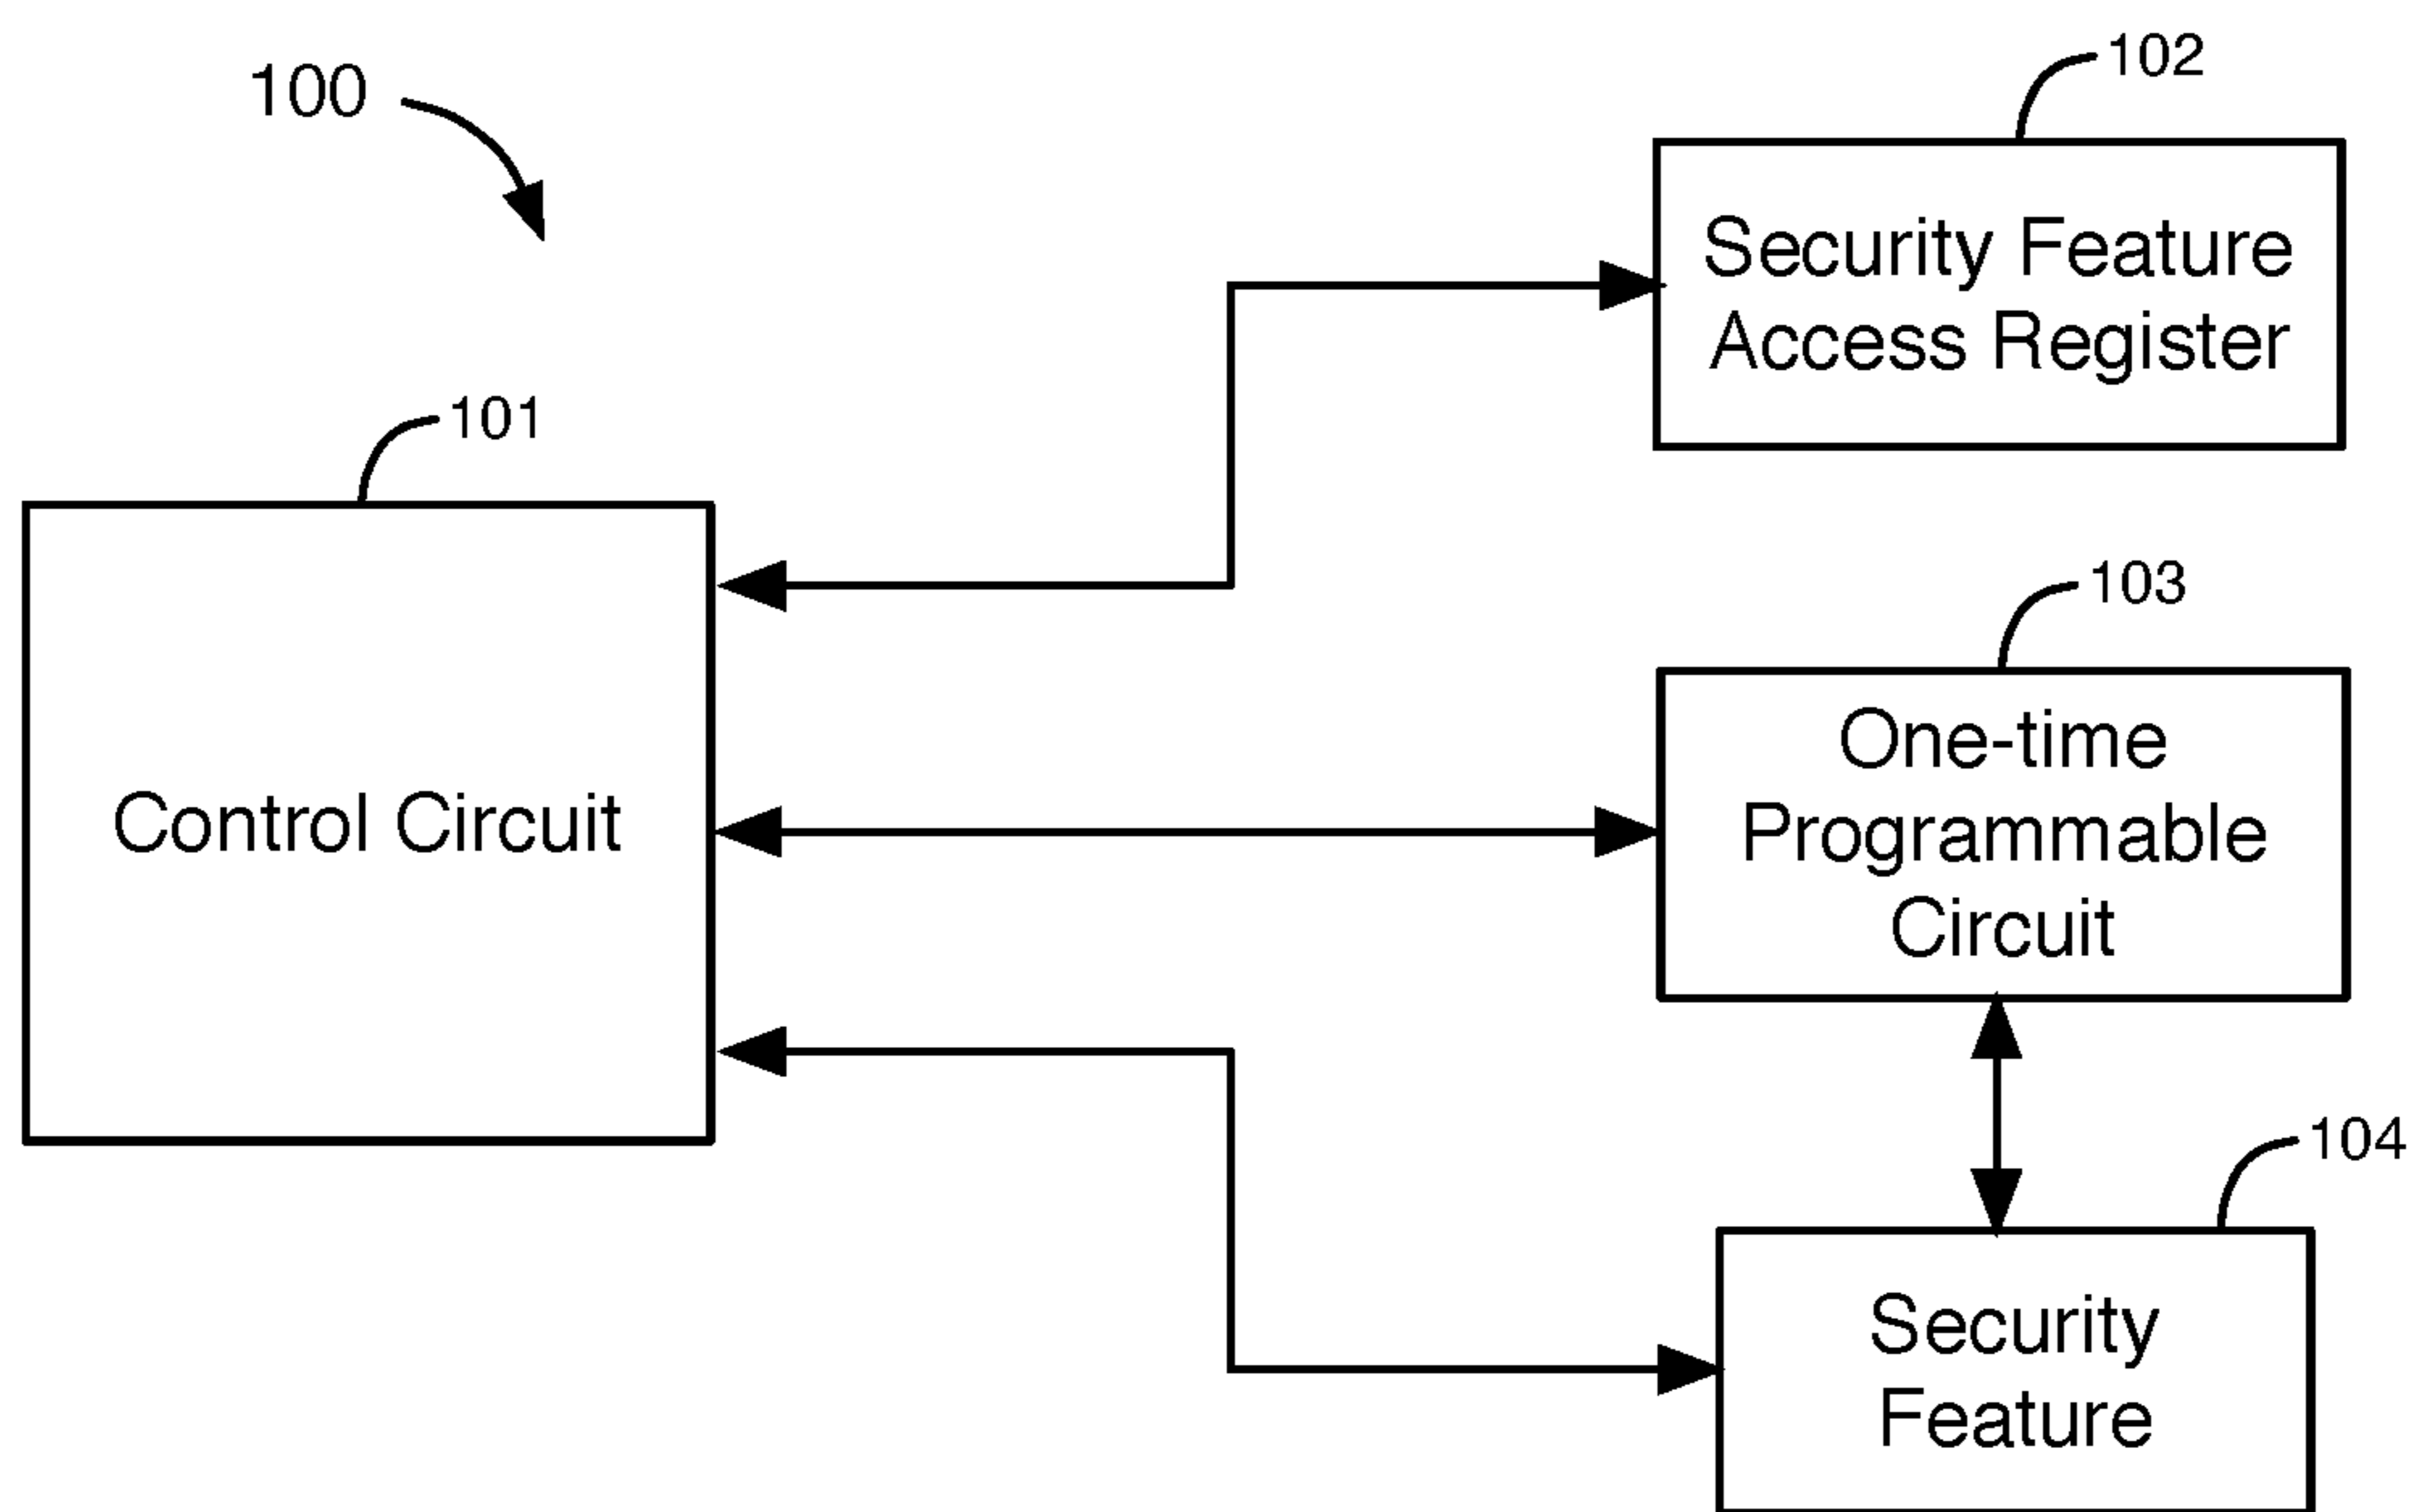 100
102
Security Feature
Access Register
101
Control Circuit
103
One-time
Programmable
Circuit
104
Security
Feature